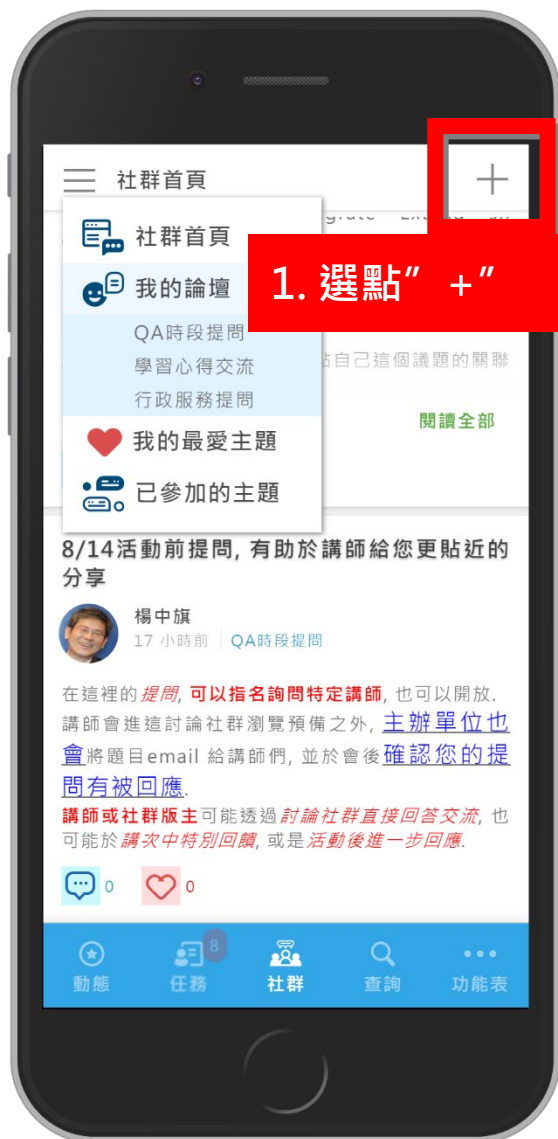 社群首頁
社群首頁
我的論壇
1. 選點” +”
QA時段提問
學習心得交流
自己這個議題的關聯
行政服務提問
閱讀全部
我的最愛主題
已參加的主題
8/14活動前提問, 有助於講師給您更貼近的
分享
楊中旗
17 小時前 QA時段提問
在這裡的提問, 可以指名詢問特定講師, 也可以開放.
講師會進這討論社群瀏覽預備之外, 主辦單位也
會將題目email 給講師們, 並於會後確認您的提
問有被回應.
講師或社群版主可能透過討論社群直接回答交流, 也
可能於講次中特別回饋, 或是活動後進一步回應.
0 0
8
動態 任務 社群 查詢 功能表